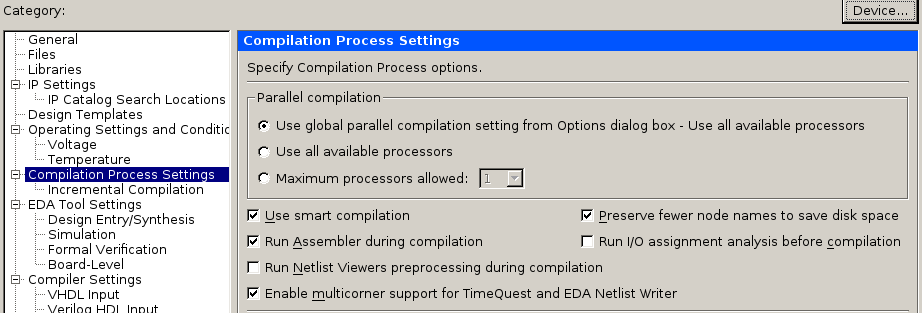 Category:
Device...
General
Files
Libraries
IP Settings
IP Catalog Search Locations
Design Templates
Operating Settings and Conditic
Voltage
Temperature
Compilation Process Settings
Incremental Compilation
EDA Tool Settings
Design Entry/Synthesis
Simulation
Formal Verification
Board-Level
Compiler Settings
VHDL Input
Verilog HDL Input
Compilation Process Settings
Specify Compilation Process options.
Parallel compilation
Use global parallel compilation setting from Options dialog box - Use all available processors
Use all available processors
Maximum processors allowed: 1
Use smart compilation
Preserve fewer node names to save disk space
Run Assembler during compilation
Run I/O assignment analysis before compilation
Run Netlist Viewers preprocessing during compilation
Enable multicorner support for TimeQuest and EDA Netlist Writer